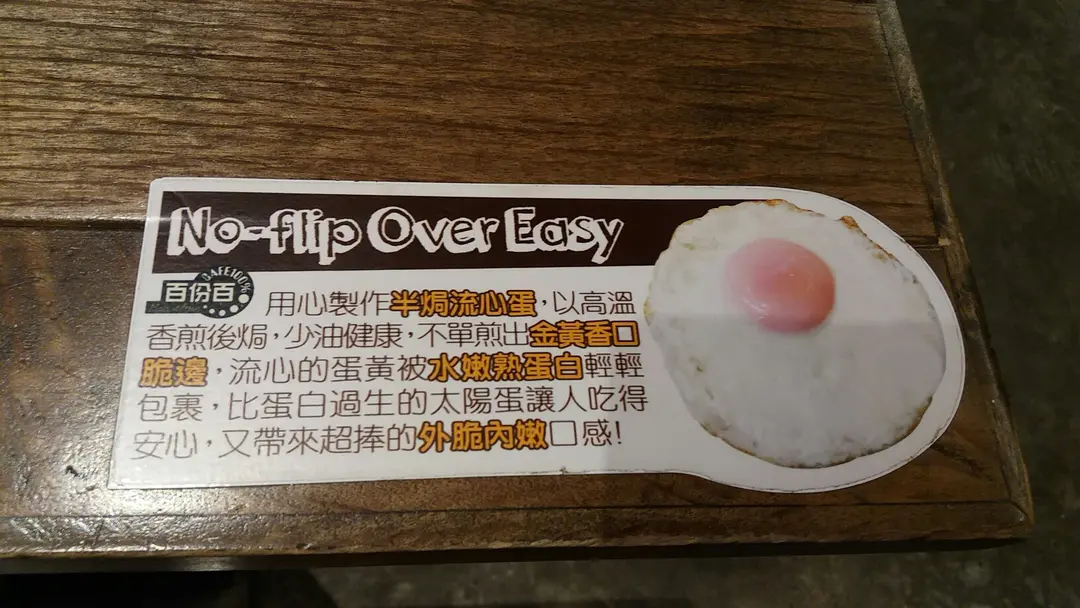 No-flip Over Easy
CAFE100%
百份百
用心製作半焗流心蛋，以高溫
香煎後焗，少油健康，不單煎出金黃香口
脆邊，流心的蛋黃被水嫩熟蛋白輕輕
包裹，比蛋白過生的太陽蛋讓人吃得
安心，又帶來超捧的外脆內嫩口感！